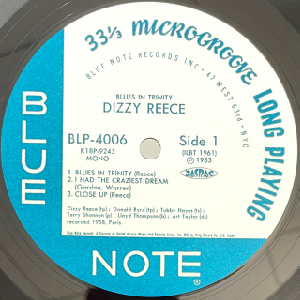 33⅓ MICROGROOVE LONG PLAYING
BLUE NOTE RECORDS INC · 47 WEST 63rd · NYC
BLUES IN TRINITY
DIZZY REECE
BLP-4006
Side 1
K18P-9245
(LBT 1961)
MONO
℗ 1983
1. BLUES IN TRINITY (Reece)
2. I HAD THE CRAZIEST DREAM
(Gordon, Warren)
3. CLOSE UP (Reece)
Dizzy Reece (tp) Donald Byrd (tp) Tubby Hayes (ts)
Terry Shannon (p) Lloyd Thompson (b) Art Taylor (d)
recorded 1958, Paris
BLUE
NOTE